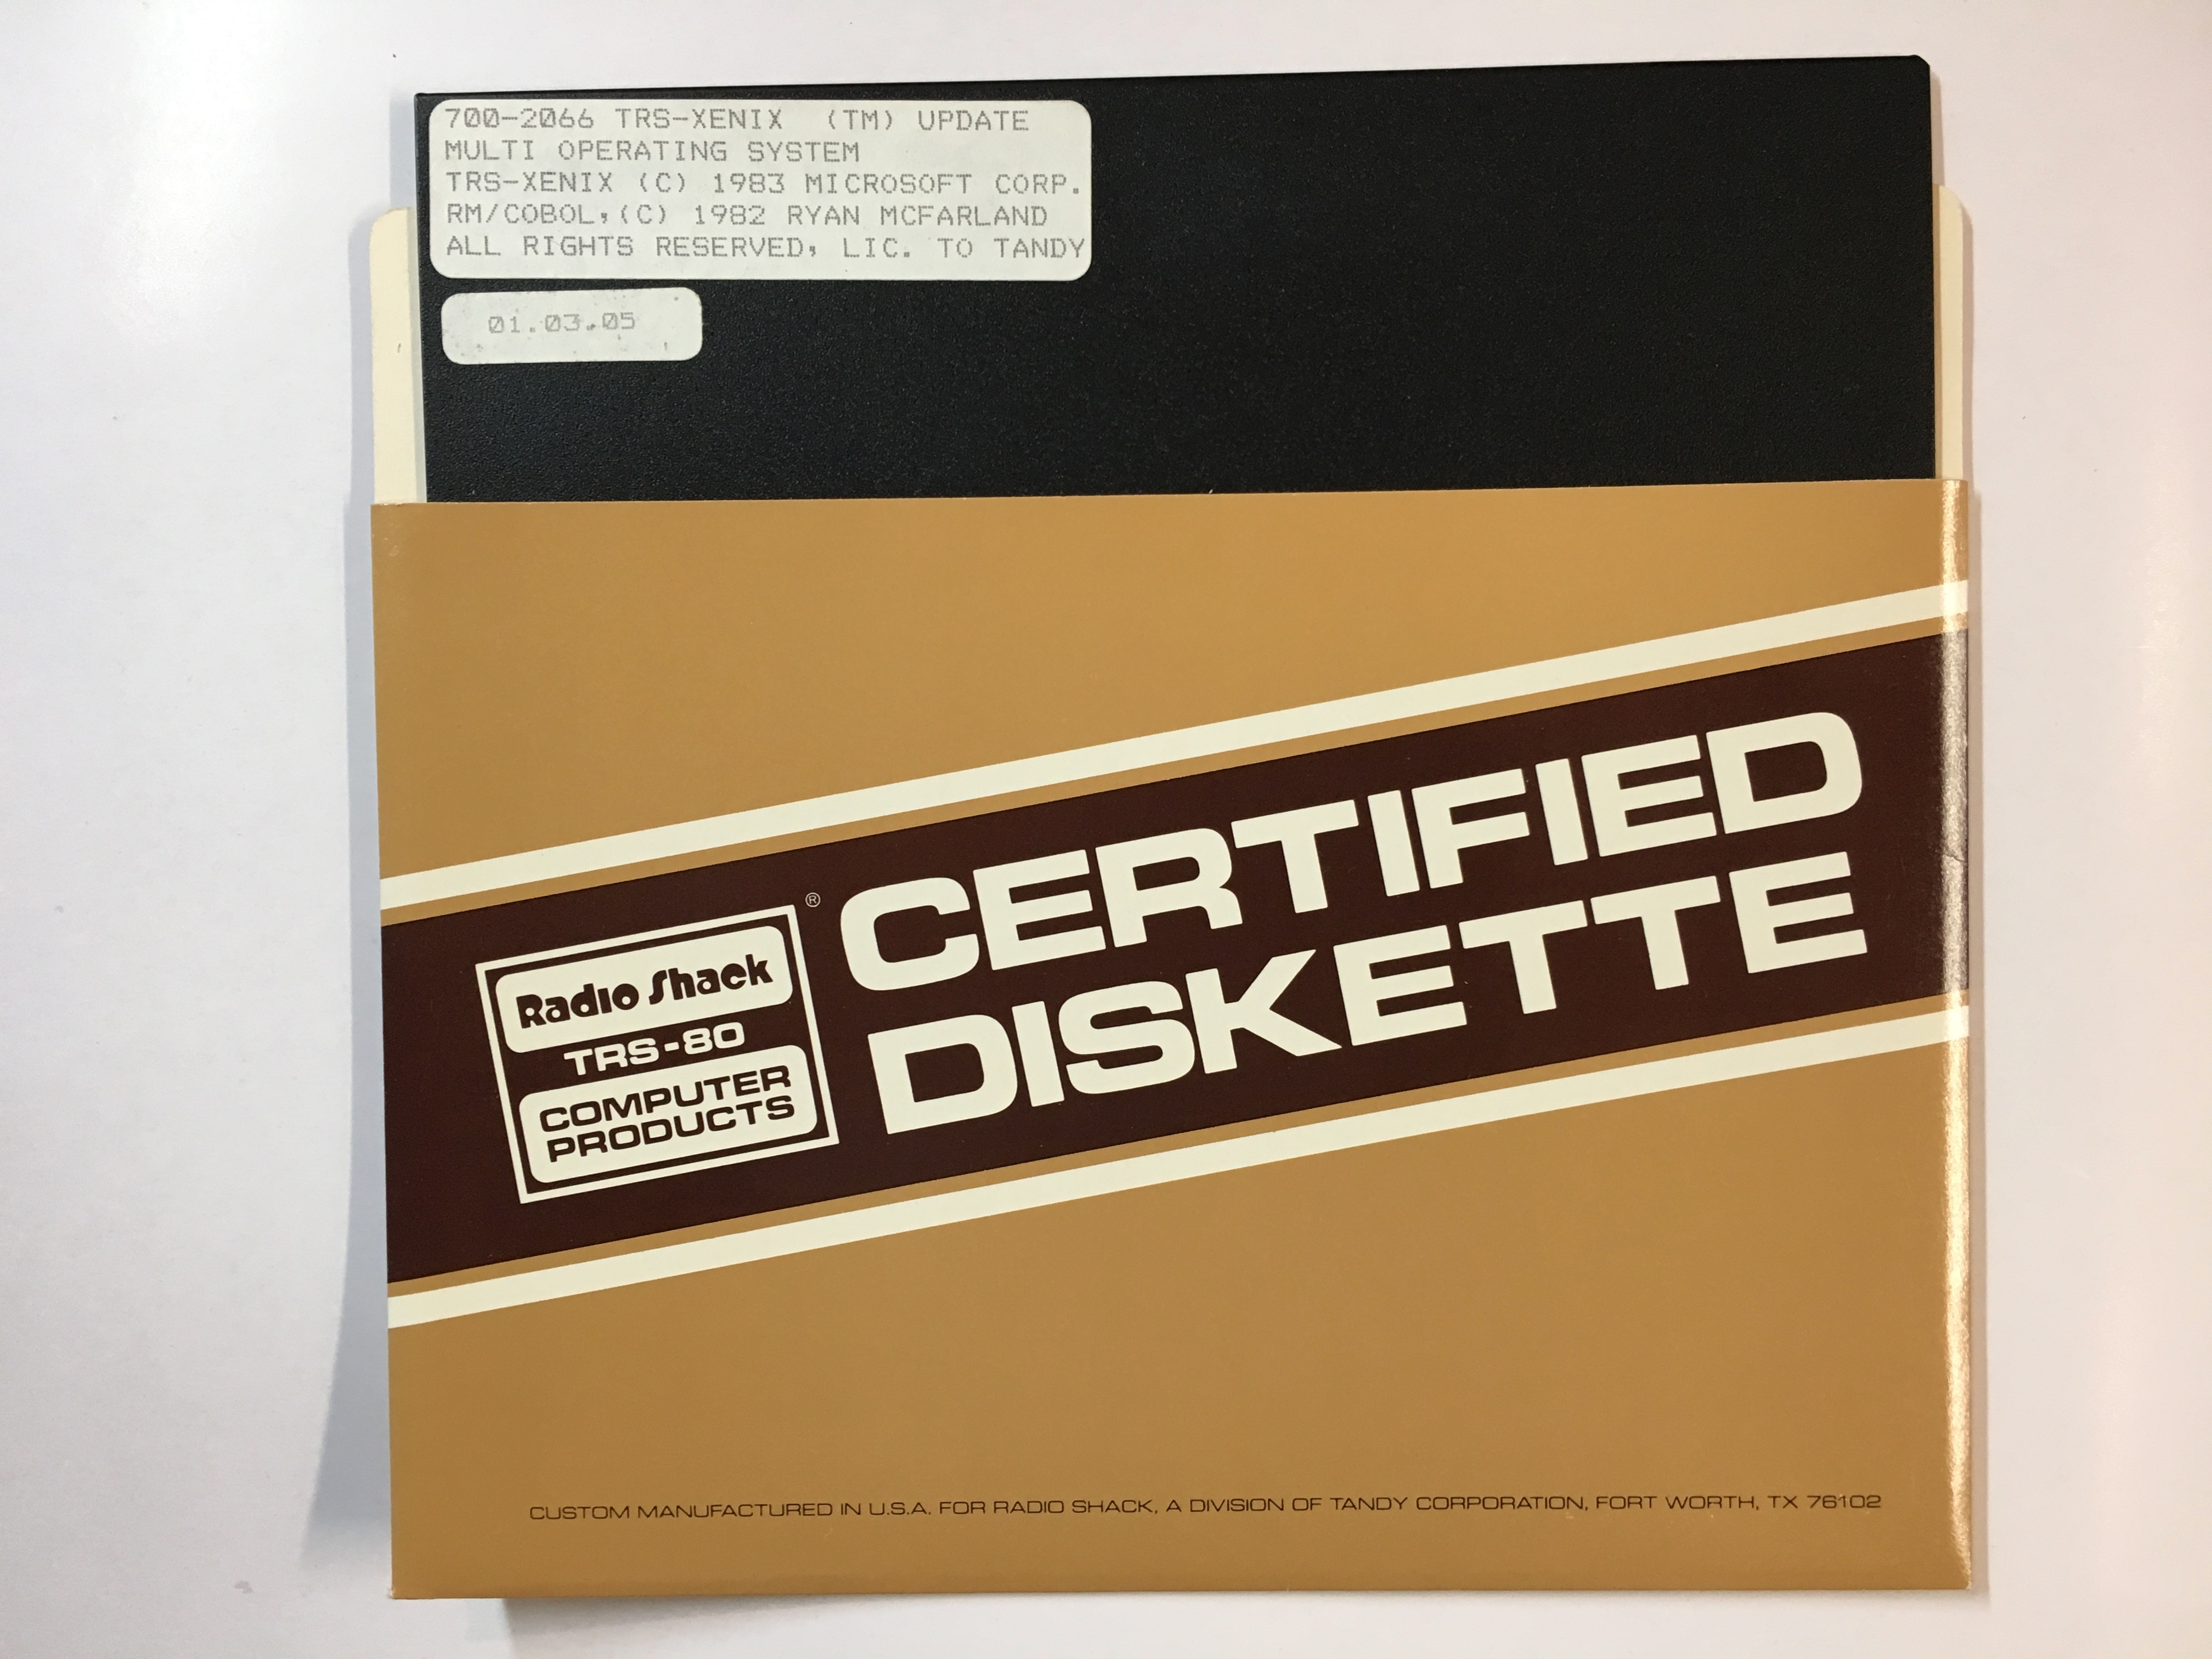 700-2066 TRS-XENIX (TM) UPDATE
MULTI OPERATING SYSTEM
TRS-XENIX (C) 1983 MICROSOFT CORP.
RM/COBOL,(C) 1982 RYAN MCFARLAND
ALL RIGHTS RESERVED, LIC. TO TANDY
01.03.05
Radio Shack
TRS-80
COMPUTER
PRODUCTS
®
CERTIFIED
DISKETTE
CUSTOM MANUFACTURED IN U.S.A. FOR RADIO SHACK, A DIVISION OF TANDY CORPORATION, FORT WORTH, TX 76102